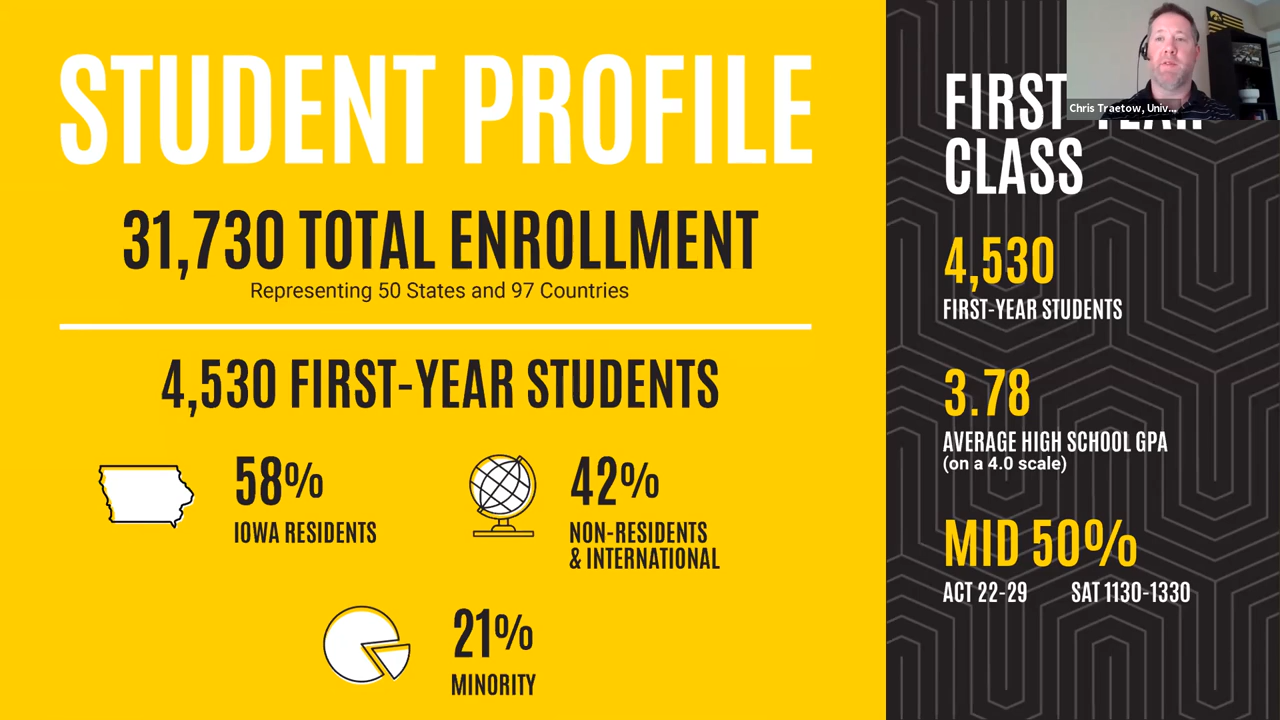 STUDENT PROFILE
31,730 TOTAL ENROLLMENT
Representing 50 States and 97 Countries
4,530 FIRST-YEAR STUDENTS
58%
IOWA RESIDENTS
42%
NON-RESIDENTS
& INTERNATIONAL
21%
MINORITY
Chris Traetow, Univ...
FIRST-YEAR
CLASS
4,530
FIRST-YEAR STUDENTS
3.78
AVERAGE HIGH SCHOOL GPA
(on a 4.0 scale)
MID 50%
ACT 22-29 SAT 1130-1330